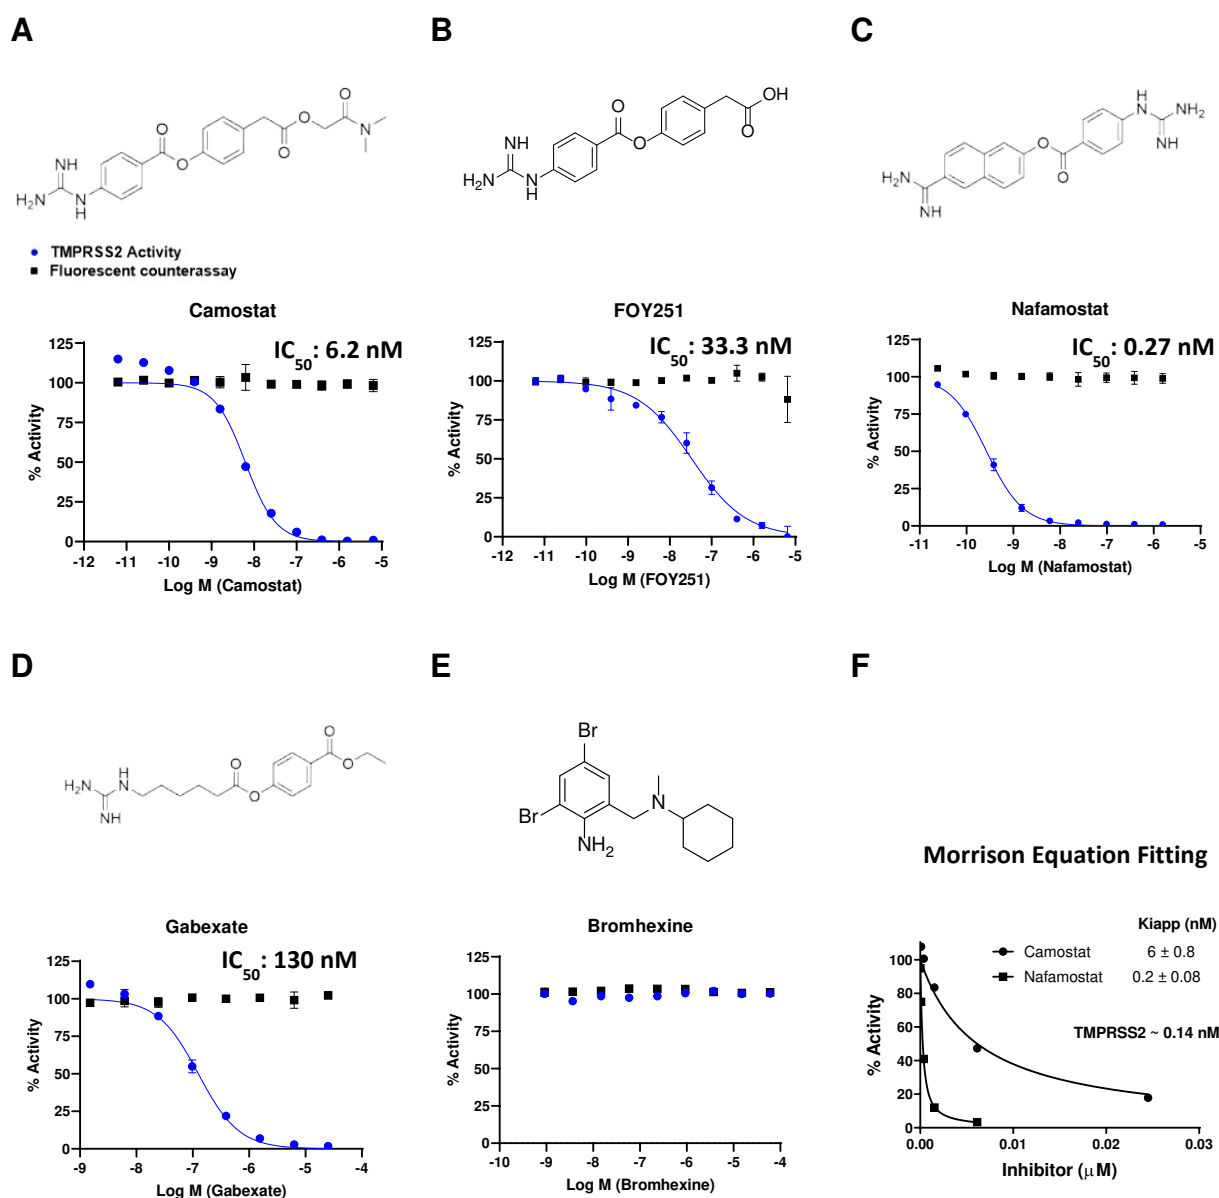 A
B
C
O
O
O
O
O
N
NH
H2N
N
H
O
O
O
OH
NH
H2N
N
H
H
N
NH2
NH
O
O
H2N
NH
TMPRSS2 Activity
Fluorescent counterassay
Camostat
IC50: 6.2 nM
% Activity
125
100
75
50
25
0
-12 -11 -10 -9 -8 -7 -6 -5
Log M (Camostat)
FOY251
IC50: 33.3 nM
% Activity
125
100
75
50
25
0
-12 -11 -10 -9 -8 -7 -6 -5
Log M (FOY251)
Nafamostat
IC50: 0.27 nM
% Activity
125
100
75
50
25
0
-11 -10 -9 -8 -7 -6 -5
Log M (Nafamostat)
D
E
F
H2N
H
N
NH
O
O
O
O
Br
Br
NH2
N
Morrison Equation Fitting
Gabexate
IC50: 130 nM
% Activity
125
100
75
50
25
0
-9 -8 -7 -6 -5 -4
Log M (Gabexate)
Bromhexine
% Activity
125
100
75
50
25
0
-10 -9 -8 -7 -6 -5 -4
Log M (Bromhexine)
Kiapp (nM)
Camostat 6 ± 0.8
Nafamostat 0.2 ± 0.08
TMPRSS2 ~ 0.14 nM
% Activity
100
80
60
40
20
0
0.00 0.01 0.02 0.03
Inhibitor (μM)